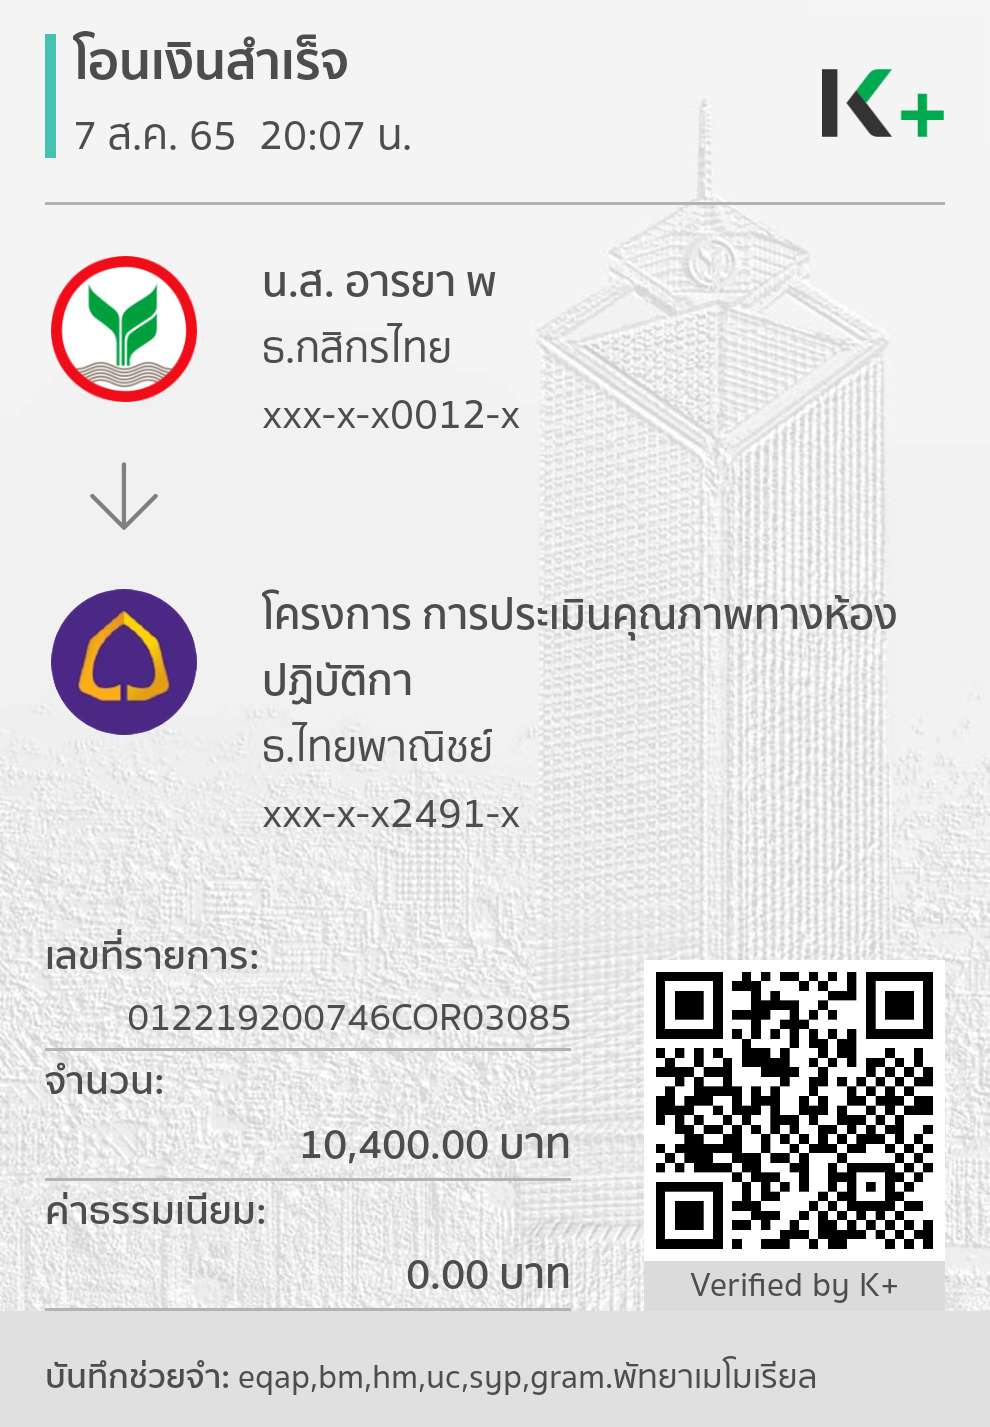 โอนเงินสำเร็จ
7 ส.ค. 65  20:07 น.
K+
น.ส. อารยา พ
ธ.กสิกรไทย
xxx-x-x0012-x
โครงการ การประเมินคุณภาพทางห้อง
ปฏิบัติกา
ธ.ไทยพาณิชย์
xxx-x-x2491-x
เลขที่รายการ:
012219200746COR03085
จำนวน:
10,400.00 บาท
ค่าธรรมเนียม:
0.00 บาท
Verified by K+
บันทึกช่วยจำ: eqap,bm,hm,uc,syp,gram.พัทยาเมโมเรียล